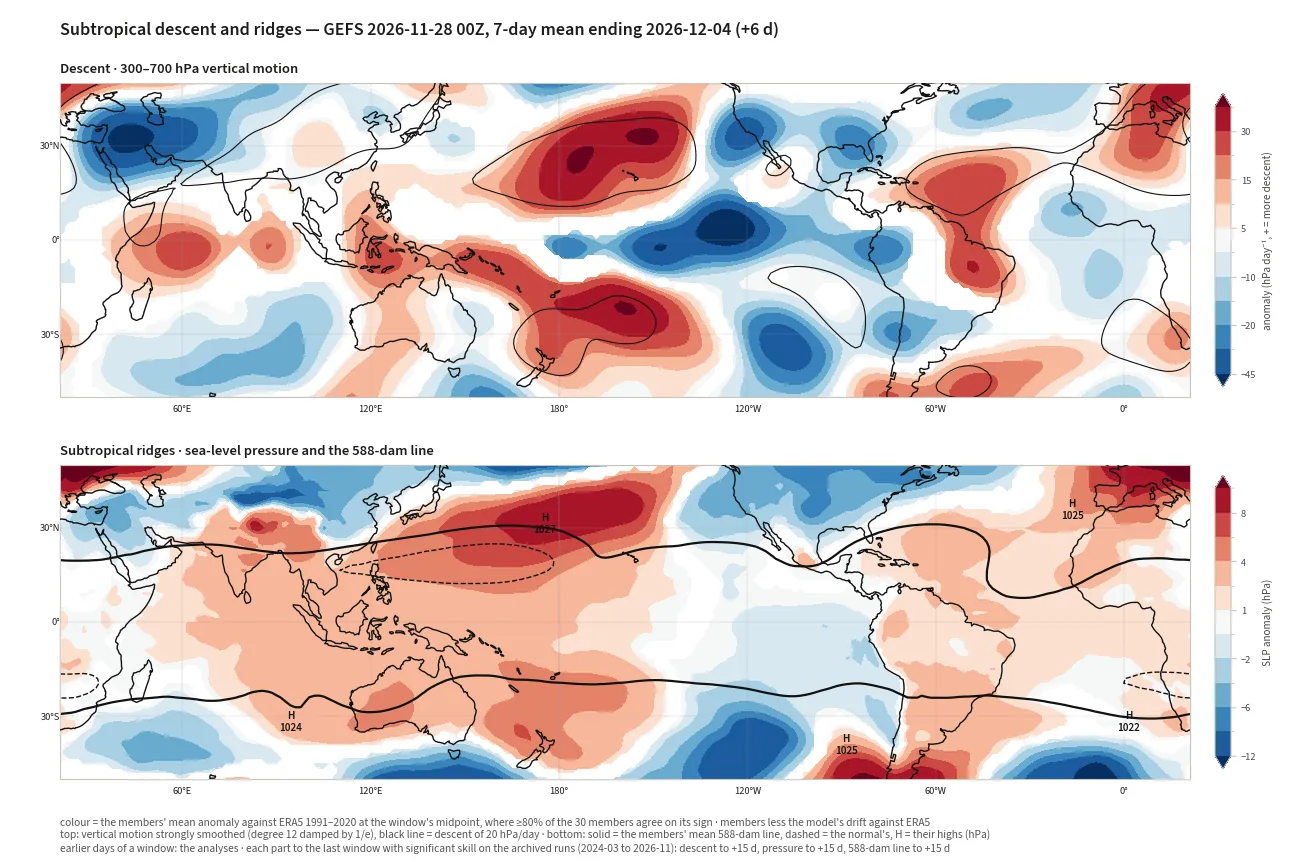 Subtropical descent and ridges — GEFS 2026-11-28 00Z, 7-day mean ending 2026-12-04 (+6 d)
Descent · 300–700 hPa vertical motion
30°N
0°
30°S
60°E
120°E
180°
120°W
60°W
0°
30
15
5
−10
−20
−45
anomaly (hPa day⁻¹, + = more descent)
Subtropical ridges · sea-level pressure and the 588-dam line
H
1027
H
1025
H
1024
H
1025
H
1022
30°N
0°
30°S
60°E
120°E
180°
120°W
60°W
0°
8
4
1
−2
−6
−12
SLP anomaly (hPa)
colour = the members' mean anomaly against ERA5 1991–2020 at the window's midpoint, where ≥80% of the 30 members agree on its sign · members less the model's drift against ERA5
top: vertical motion strongly smoothed (degree 12 damped by 1/e), black line = descent of 20 hPa/day · bottom: solid = the members' mean 588-dam line, dashed = the normal's, H = their highs (hPa)
earlier days of a window: the analyses · each part to the last window with significant skill on the archived runs (2024-03 to 2026-11): descent to +15 d, pressure to +15 d, 588-dam line to +15 d